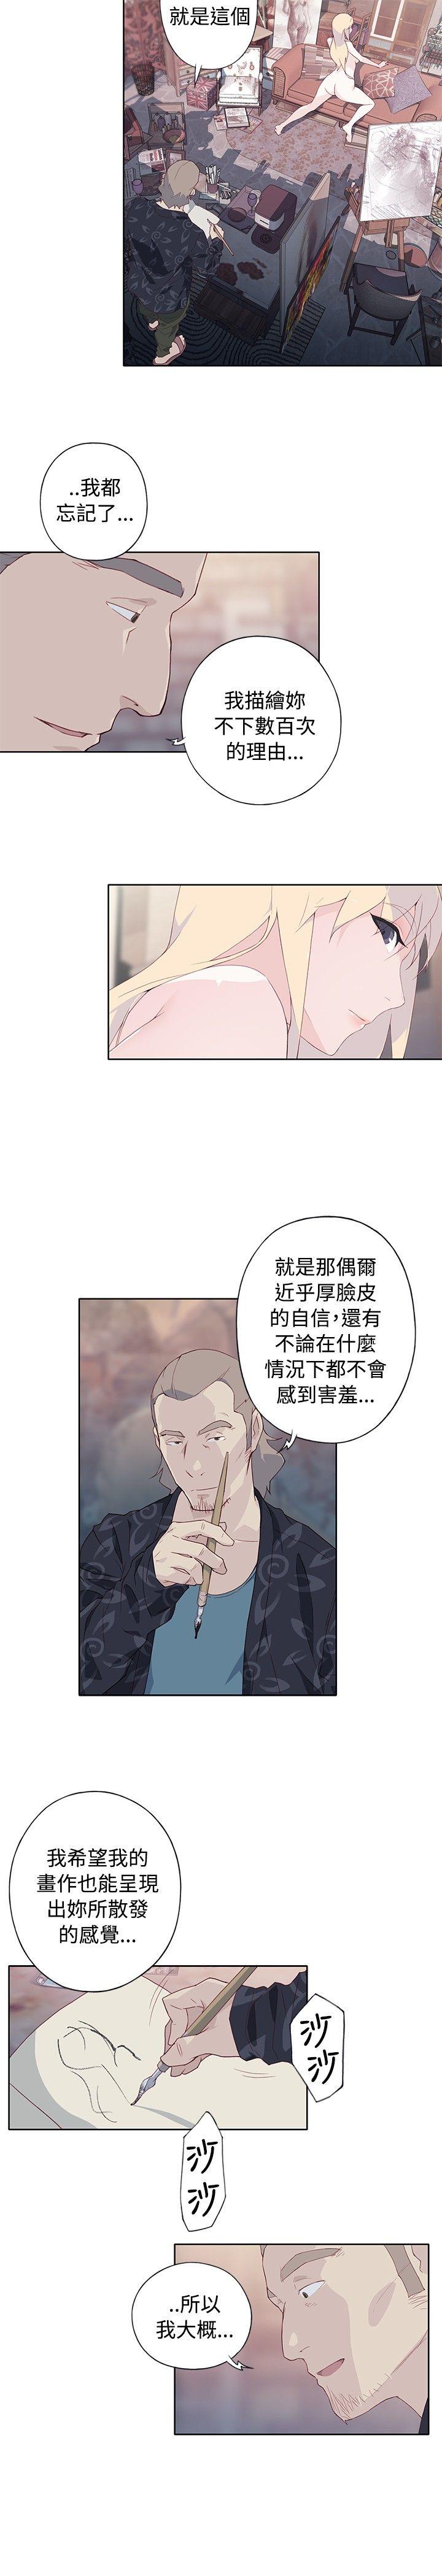 就是這個
..我都
忘記了...
我描繪妳
不下數百次
的理由...
就是那偶爾
近乎厚臉皮
的自信，還有
不論在什麼
情況下都不會
感到害羞...
我希望我的
畫作也能呈現
出妳所散發
的感覺...
沙
沙
沙
沙
..所以
我大概...